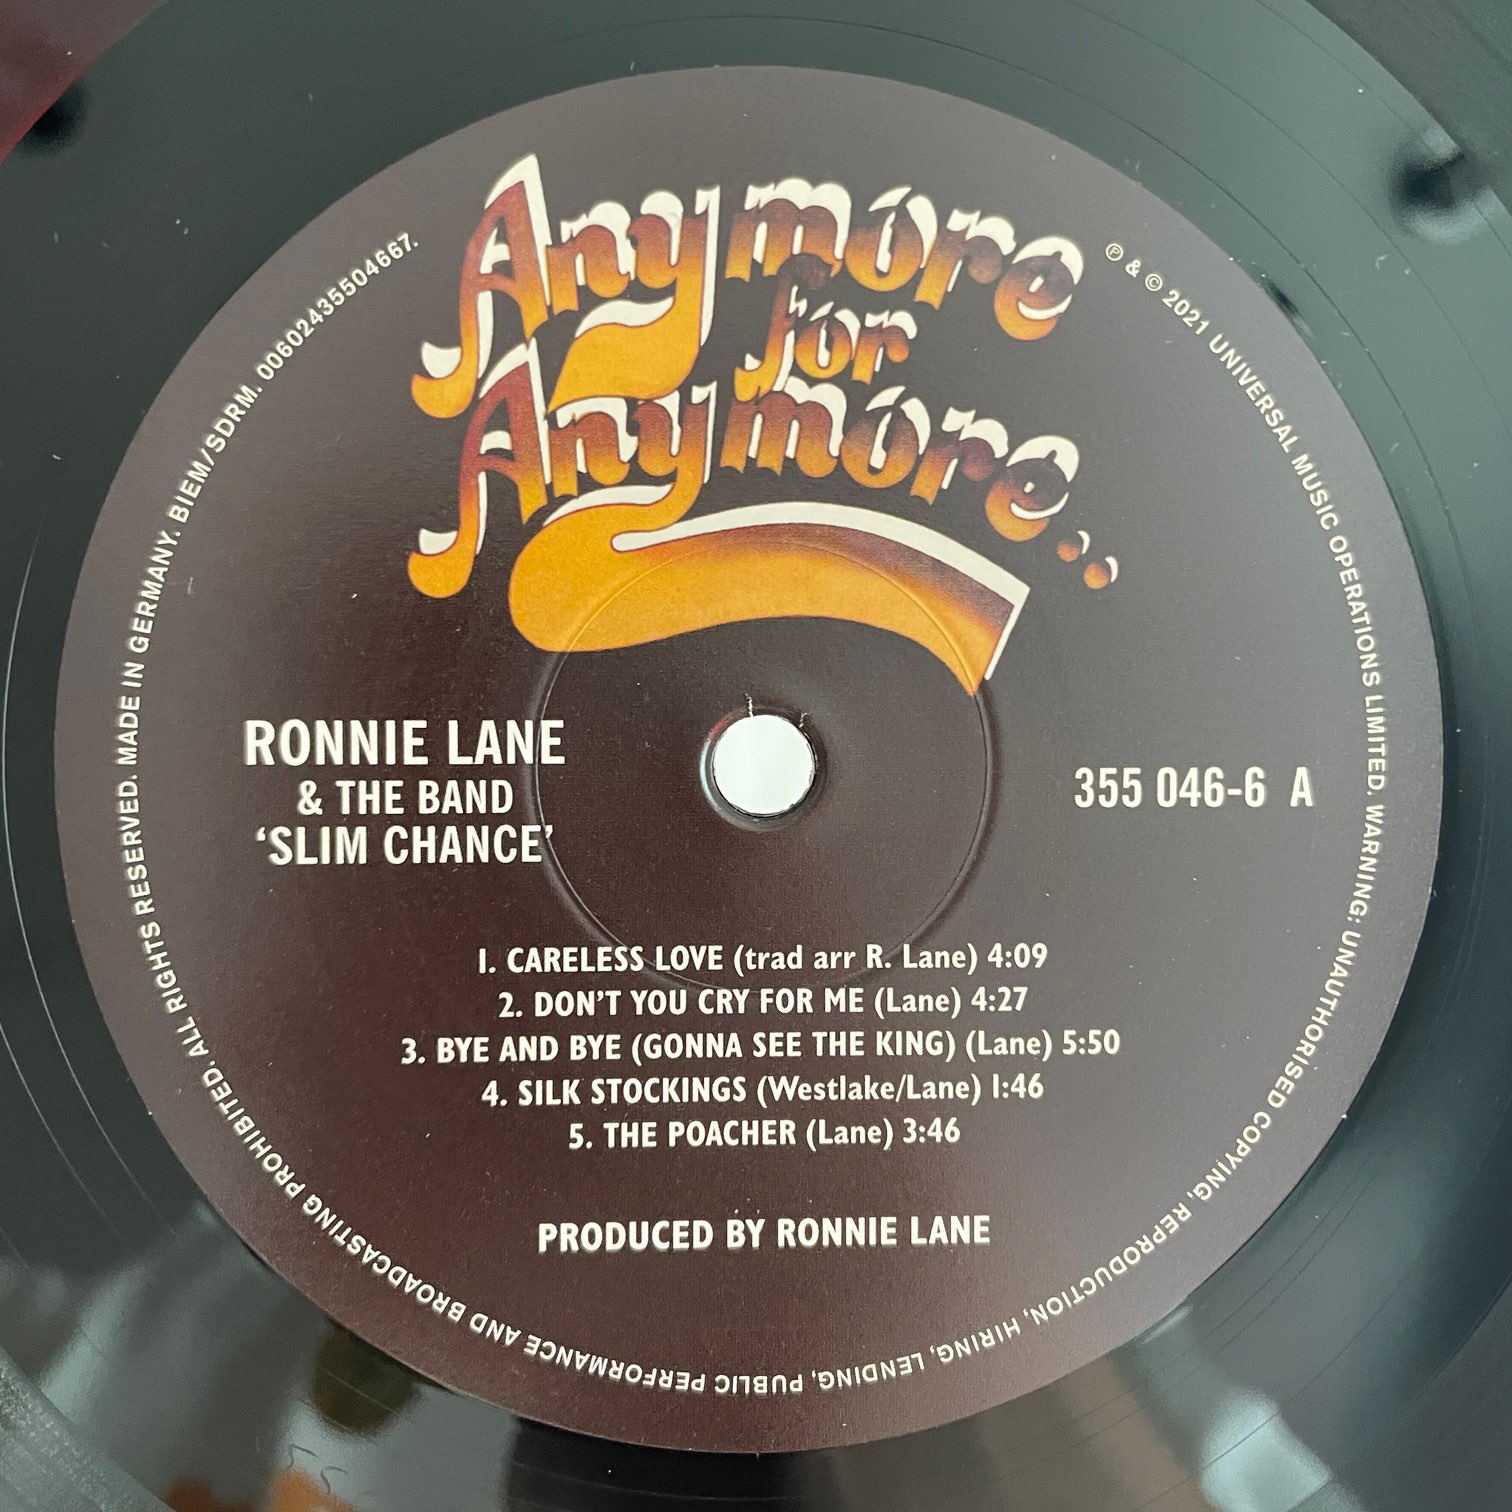 Anymore
for
Anymore..
RONNIE LANE
& THE BAND
‘SLIM CHANCE’
355 046-6 A
1. CARELESS LOVE (trad arr R. Lane) 4:09
2. DON’T YOU CRY FOR ME (Lane) 4:27
3. BYE AND BYE (GONNA SEE THE KING) (Lane) 5:50
4. SILK STOCKINGS (Westlake/Lane) 1:46
5. THE POACHER (Lane) 3:46
PRODUCED BY RONNIE LANE
℗ & © 2021 UNIVERSAL MUSIC OPERATIONS LIMITED. WARNING: UNAUTHORISED COPYING, REPRODUCTION, HIRING, LENDING, PUBLIC PERFORMANCE AND BROADCASTING PROHIBITED. ALL RIGHTS RESERVED. MADE IN GERMANY. BIEM/SDRM. 00602435504667.